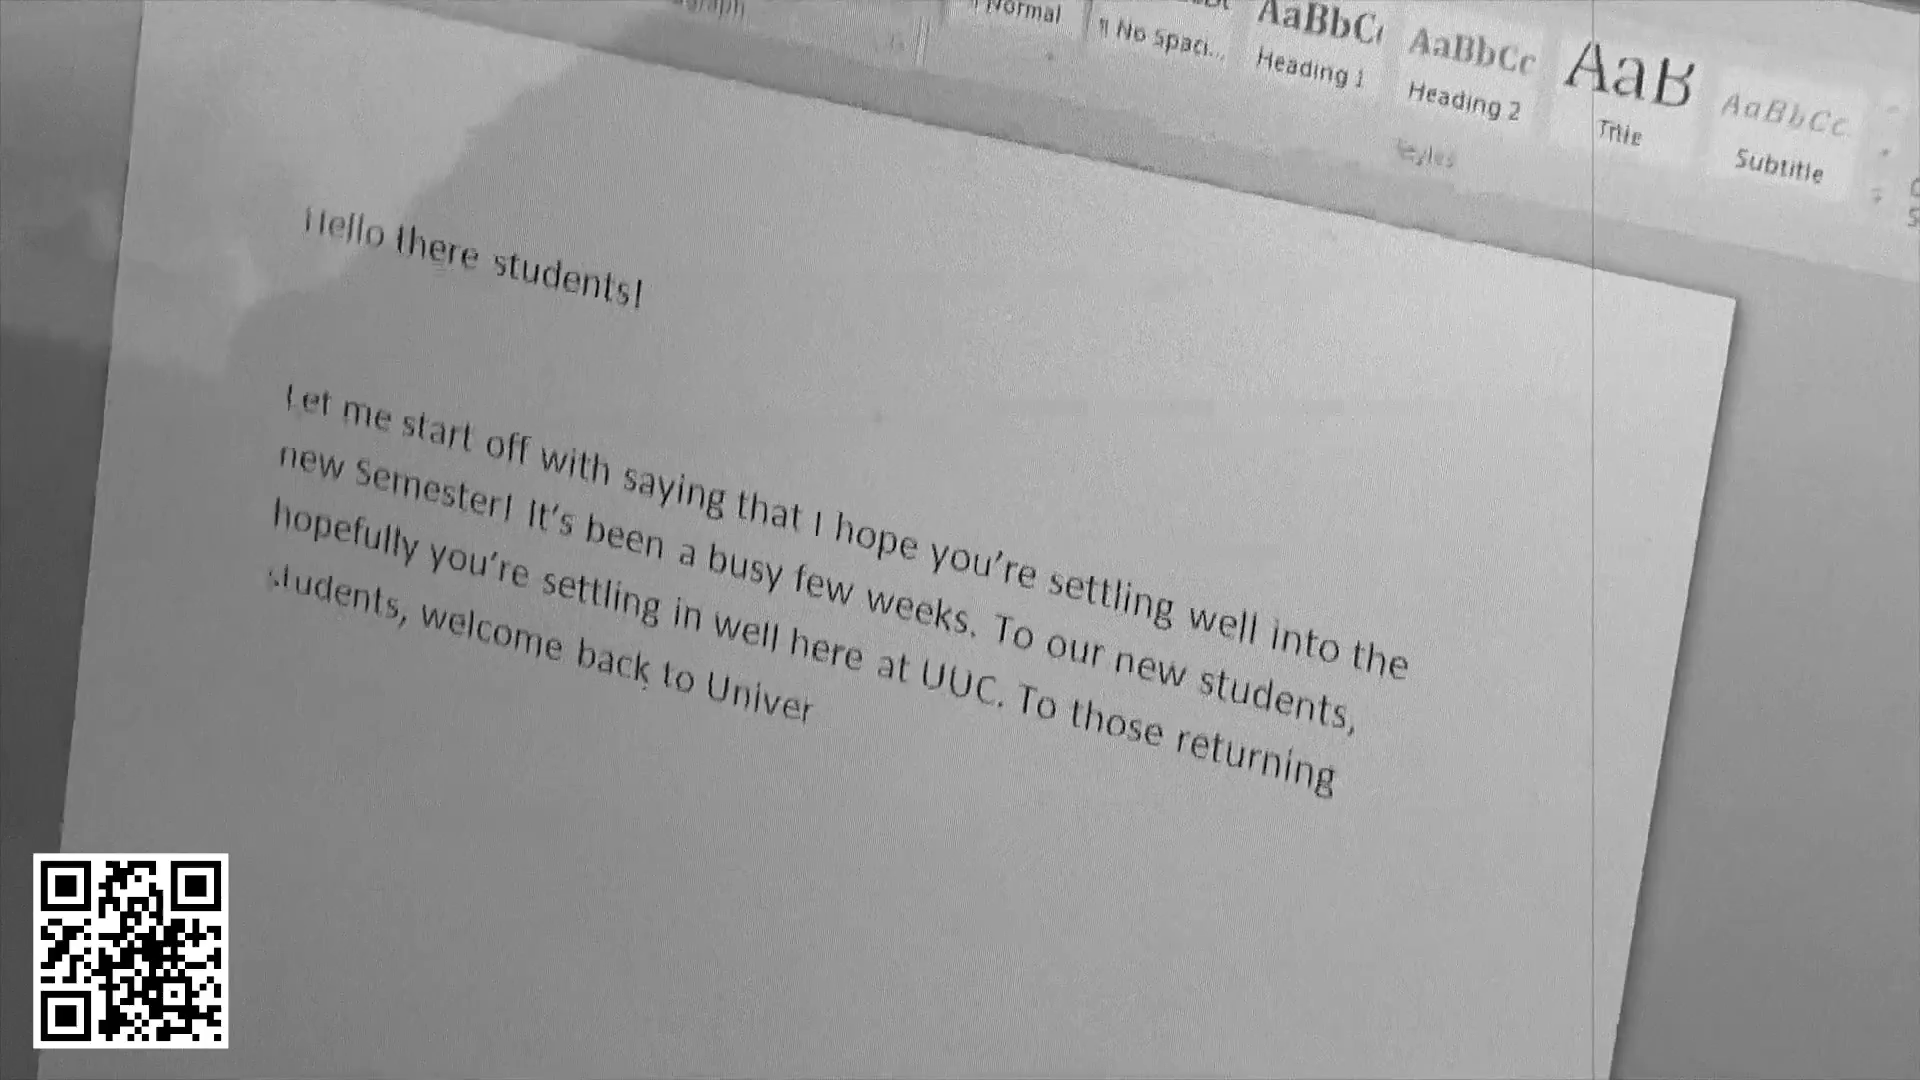 Normal
¶ No Spaci...
AaBbCc
Heading 1
AaBbCc
Heading 2
AaB
Title
AaBbCc.
Subtitle
Styles
Hello there students!
Let me start off with saying that I hope you’re settling well into the
new Semester! It’s been a busy few weeks. To our new students,
hopefully you’re settling in well here at UUC. To those returning
students, welcome back to Univer